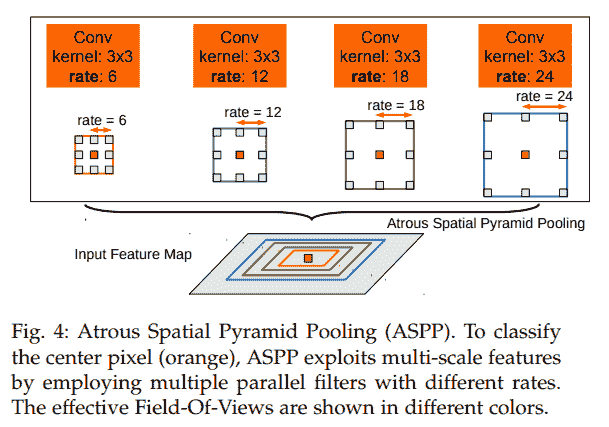 Conv
kernel: 3x3
rate: 6
Conv
kernel: 3x3
rate: 12
Conv
kernel: 3x3
rate: 18
Conv
kernel: 3x3
rate: 24
rate = 6
rate = 12
rate = 18
rate = 24
Atrous Spatial Pyramid Pooling
Input Feature Map
Fig. 4: Atrous Spatial Pyramid Pooling (ASPP). To classify
the center pixel (orange), ASPP exploits multi-scale features
by employing multiple parallel filters with different rates.
The effective Field-Of-Views are shown in different colors.